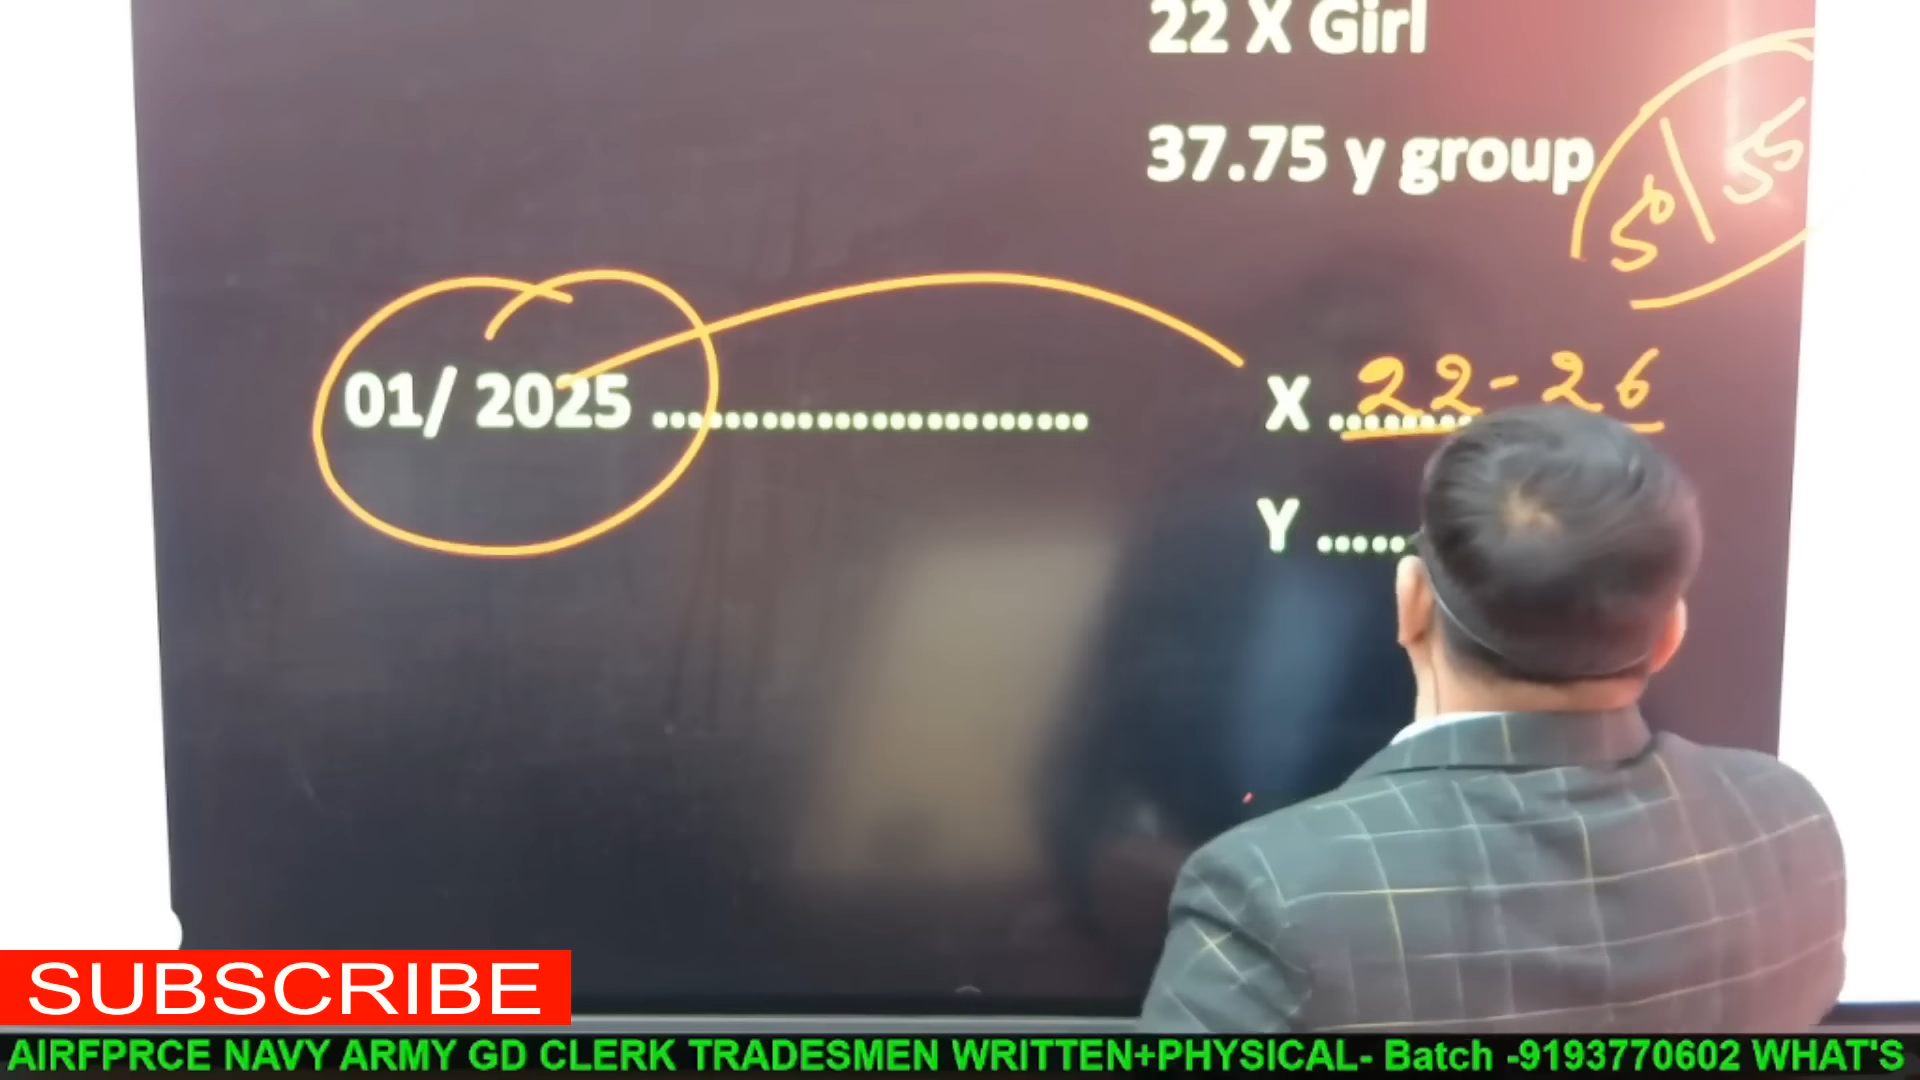 22 X Girl
37.75 y group
50 | 55
01/ 2025 ........................ X ........ 22-26
Y .....
SUBSCRIBE
AIRFPRCE NAVY ARMY GD CLERK TRADESMEN WRITTEN+PHYSICAL- Batch -9193770602 WHAT'S